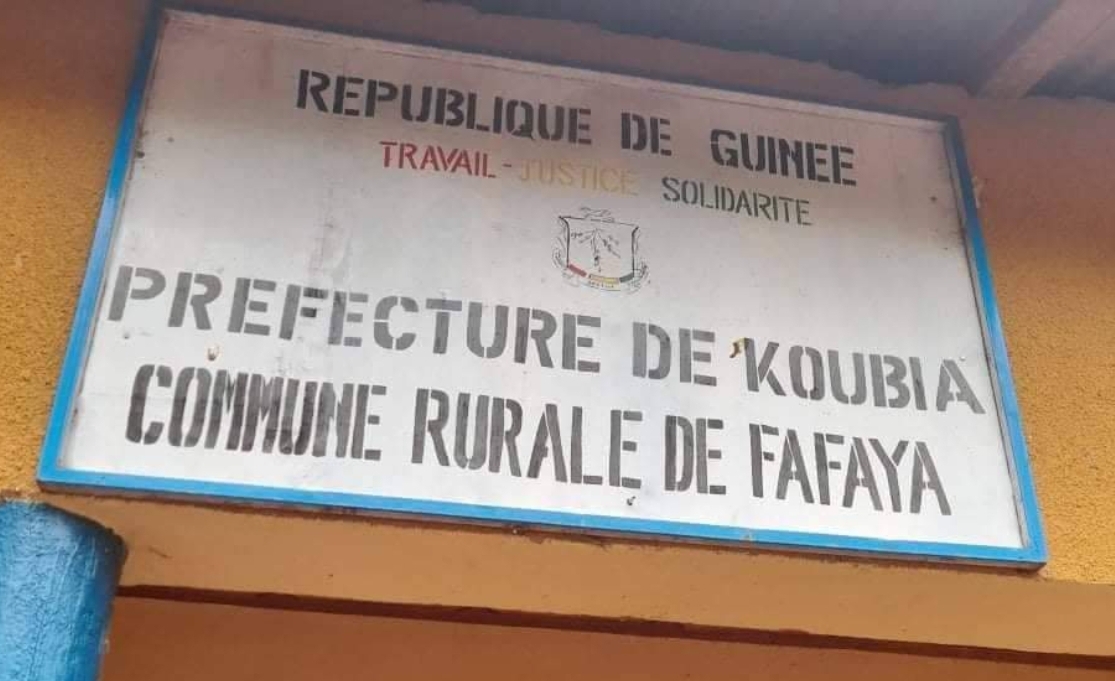 REPUBLIQUE DE GUINEE
TRAVAIL - JUSTICE SOLIDARITE
PREFECTURE DE KOUBIA
COMMUNE RURALE DE FAFAYA